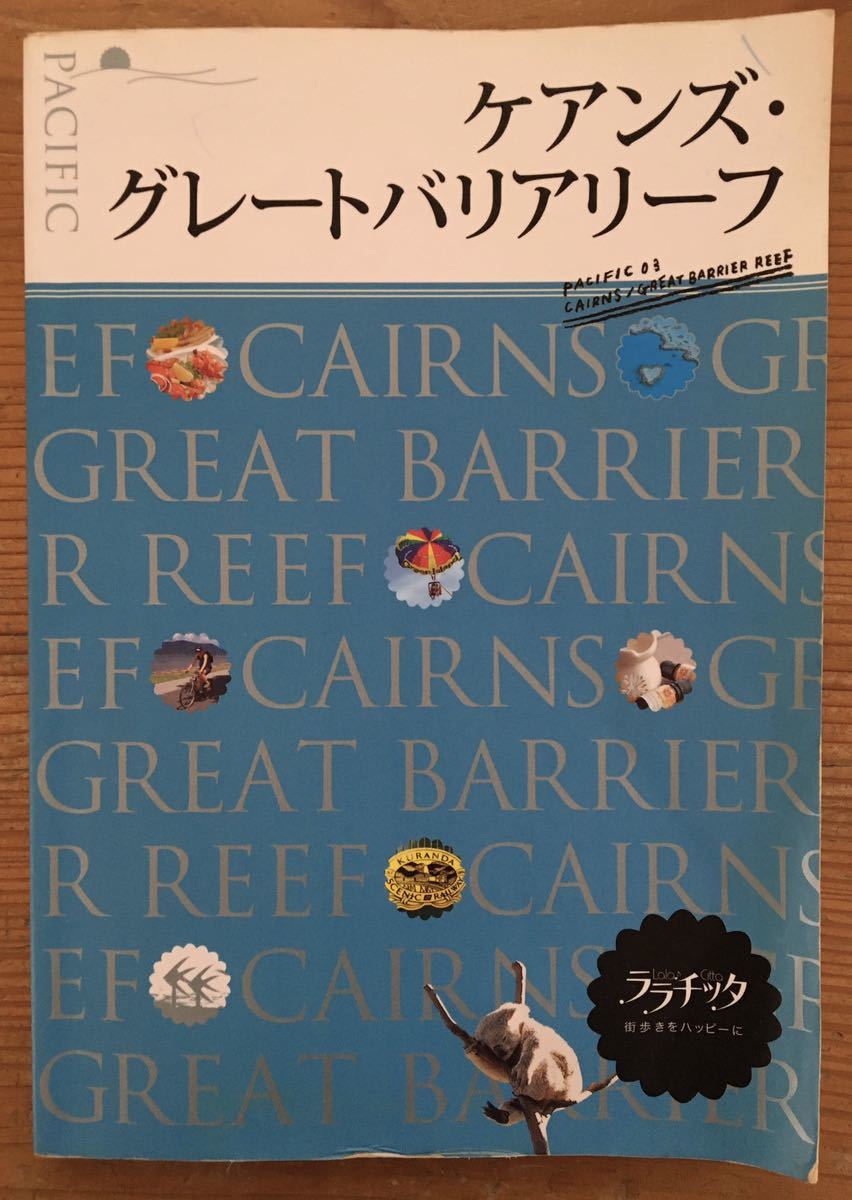 PACIFIC
ケアンズ・
グレートバリアリーフ
PACIFIC 03
CAIRNS/GREAT BARRIER REEF
EF CAIRNS GR
GREAT BARRIER
R REEF CAIRNS
EF CAIRNS GR
GREAT BARRIER
R REEF CAIRNS
KURANDA
SCENIC RAILWAY
EF CAIRNS
GREAT BARRIER
Lala Citta
ララチッタ
街歩きをハッピーに